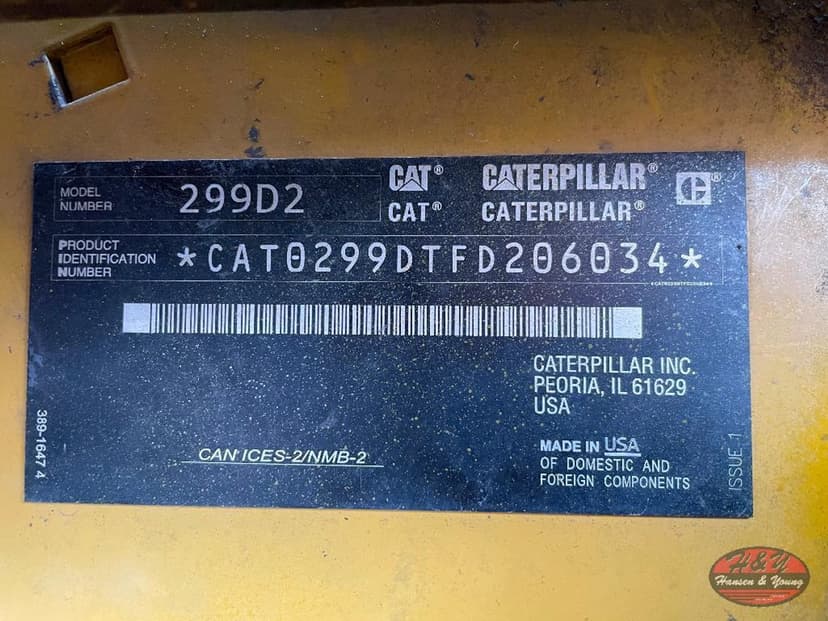 MODEL NUMBER 299D2
CAT® CATERPILLAR® C®
CAT® CATERPILLAR®
PRODUCT IDENTIFICATION NUMBER *CAT0299DTFD206034*
CATERPILLAR INC.
PEORIA, IL 61629
USA
389-1647 4
CAN ICES-2/NMB-2
MADE IN USA
OF DOMESTIC AND
FOREIGN COMPONENTS
ISSUE 1
H&Y
Hansen & Young